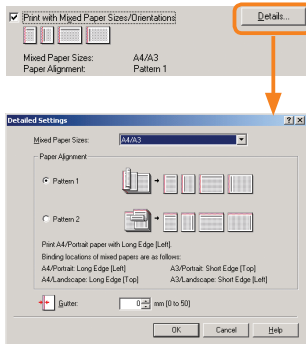 Print with Mixed Paper Sizes/Orientations
Details...
Mixed Paper Sizes: A4/A3
Paper Alignment: Pattern 1
Detailed Settings
Mixed Paper Sizes: A4/A3
Paper Alignment
Pattern 1
Pattern 2
Print A4/Portrait paper with Long Edge [Left].
Binding locations of mixed papers are as follows:
A4/Portrait: Long Edge [Left] A3/Portrait: Short Edge [Top]
A4/Landscape: Long Edge [Top] A3/Landscape: Short Edge [Left]
Gutter: 0 mm [0 to 50]
OK Cancel Help